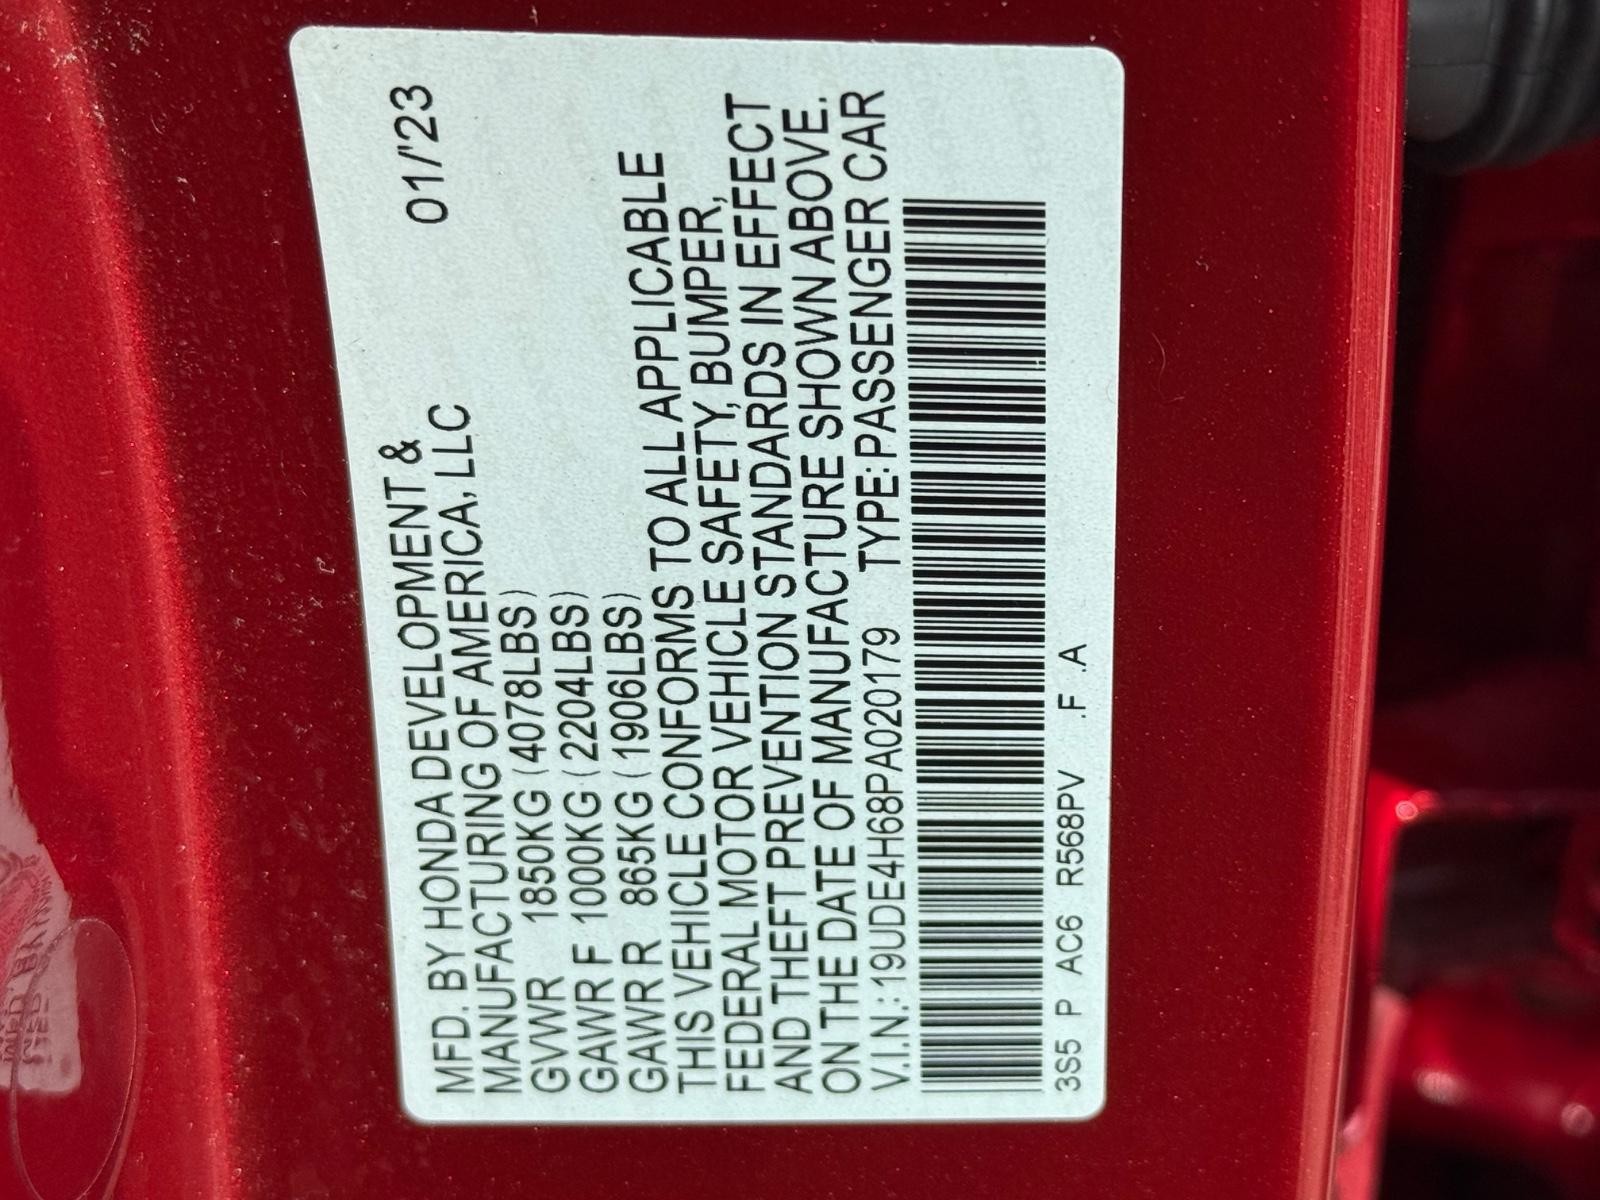 MFD. BY HONDA DEVELOPMENT &
MANUFACTURING OF AMERICA, LLC 01/'23
GVWR 1850KG (4078LBS)
GAWR F 1000KG (2204LBS)
GAWR R 865KG (1906LBS)
THIS VEHICLE CONFORMS TO ALL APPLICABLE
FEDERAL MOTOR VEHICLE SAFETY, BUMPER,
AND THEFT PREVENTION STANDARDS IN EFFECT
ON THE DATE OF MANUFACTURE SHOWN ABOVE.
V.I.N.: 19UDE4H68PA020179 TYPE: PASSENGER CAR
3S5 P AC6 R568PV .F .A